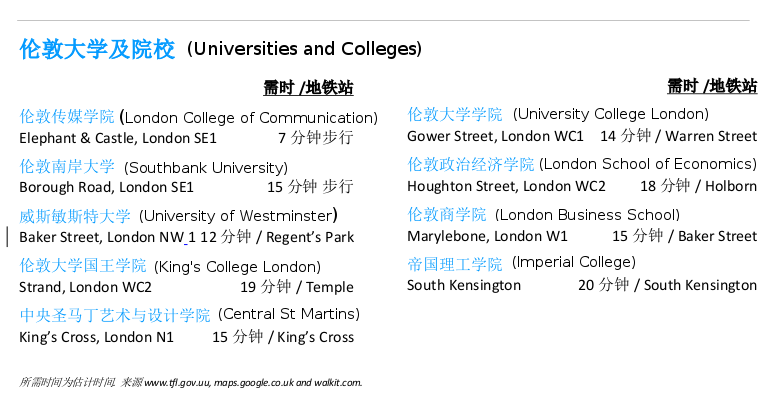 伦敦大学及院校 (Universities and Colleges)
需时 /地铁站
伦敦传媒学院 (London College of Communication)
Elephant & Castle, London SE1 7 分钟步行
伦敦南岸大学 (Southbank University)
Borough Road, London SE1 15 分钟 步行
威斯敏斯特大学 (University of Westminster)
Baker Street, London NW 1 12 分钟 / Regent's Park
伦敦大学国王学院 (King's College London)
Strand, London WC2 19 分钟 / Temple
中央圣马丁艺术与设计学院 (Central St Martins)
King's Cross, London N1 15 分钟 / King's Cross
需时 /地铁站
伦敦大学学院 (University College London)
Gower Street, London WC1 14 分钟 / Warren Street
伦敦政治经济学院 (London School of Economics)
Houghton Street, London WC2 18 分钟 / Holborn
伦敦商学院 (London Business School)
Marylebone, London W1 15 分钟 / Baker Street
帝国理工学院 (Imperial College)
South Kensington 20 分钟 / South Kensington
所需时间为估计时间. 来源 www.tfl.gov.uu, maps.google.co.uk and walkit.com.